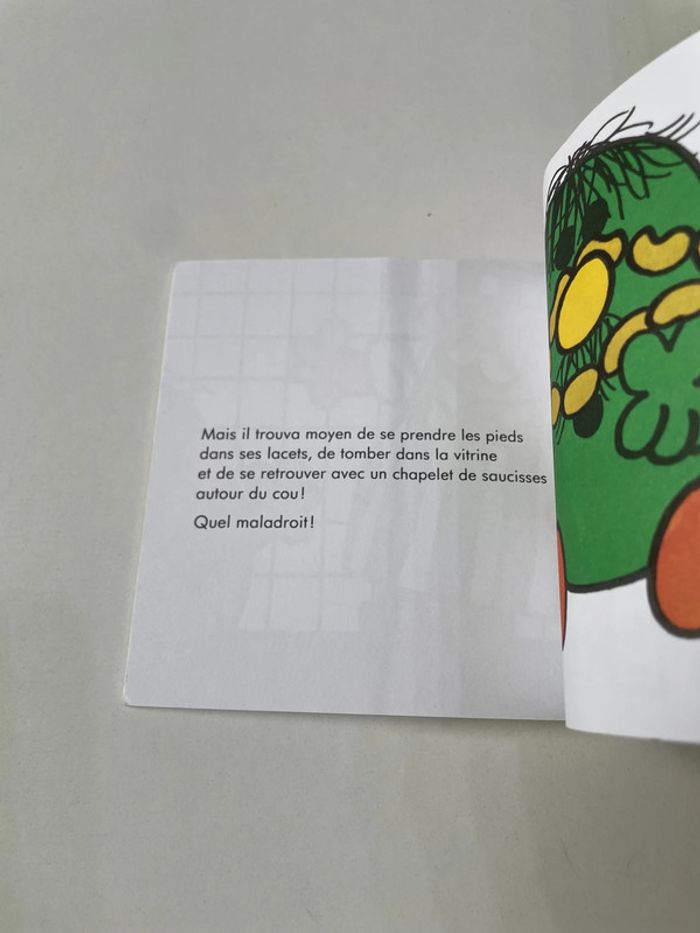 Mais il trouva moyen de se prendre les pieds
dans ses lacets, de tomber dans la vitrine
et de se retrouver avec un chapelet de saucisses
autour du cou!
Quel maladroit!